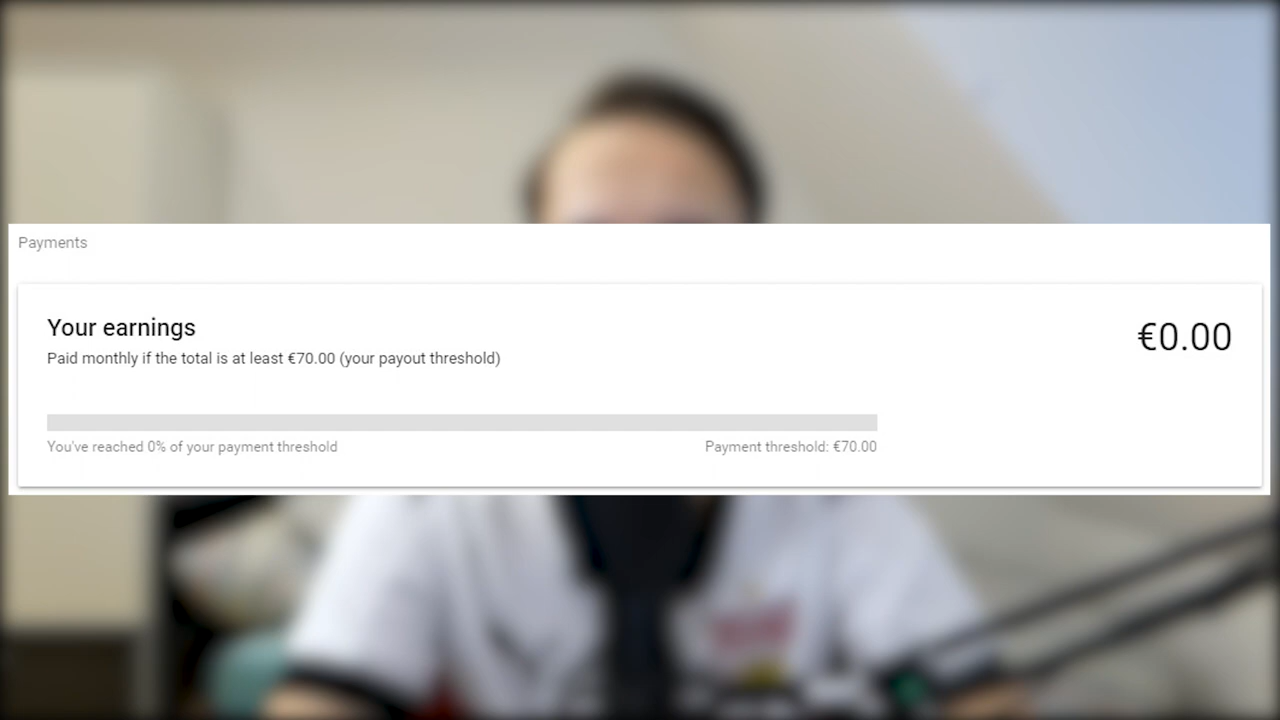 Payments
Your earnings
€0.00
Paid monthly if the total is at least €70.00 (your payout threshold)
You've reached 0% of your payment threshold
Payment threshold: €70.00